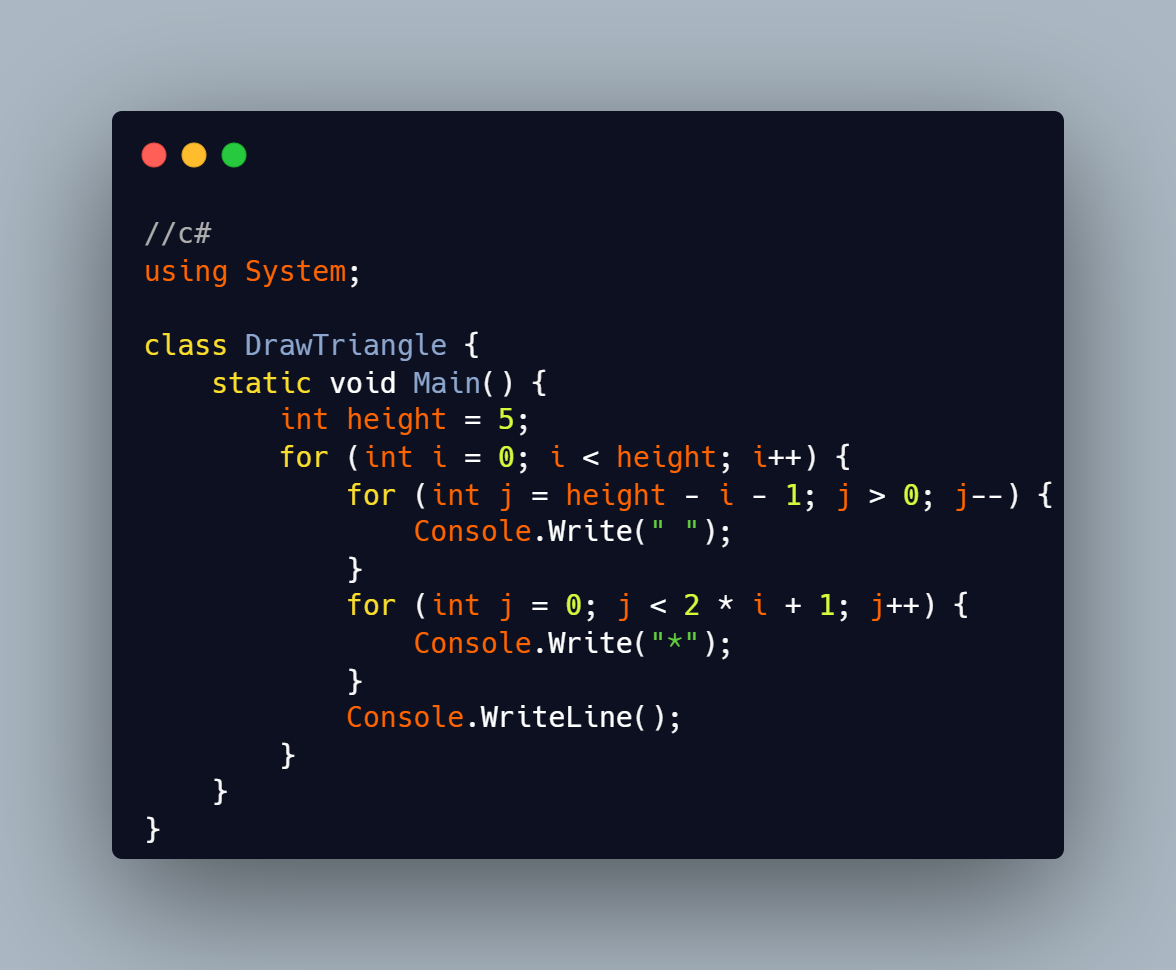 //c#
using System;

class DrawTriangle {
    static void Main() {
        int height = 5;
        for (int i = 0; i < height; i++) {
            for (int j = height - i - 1; j > 0; j--) {
                Console.Write(" ");
            }
            for (int j = 0; j < 2 * i + 1; j++) {
                Console.Write("*");
            }
            Console.WriteLine();
        }
    }
}